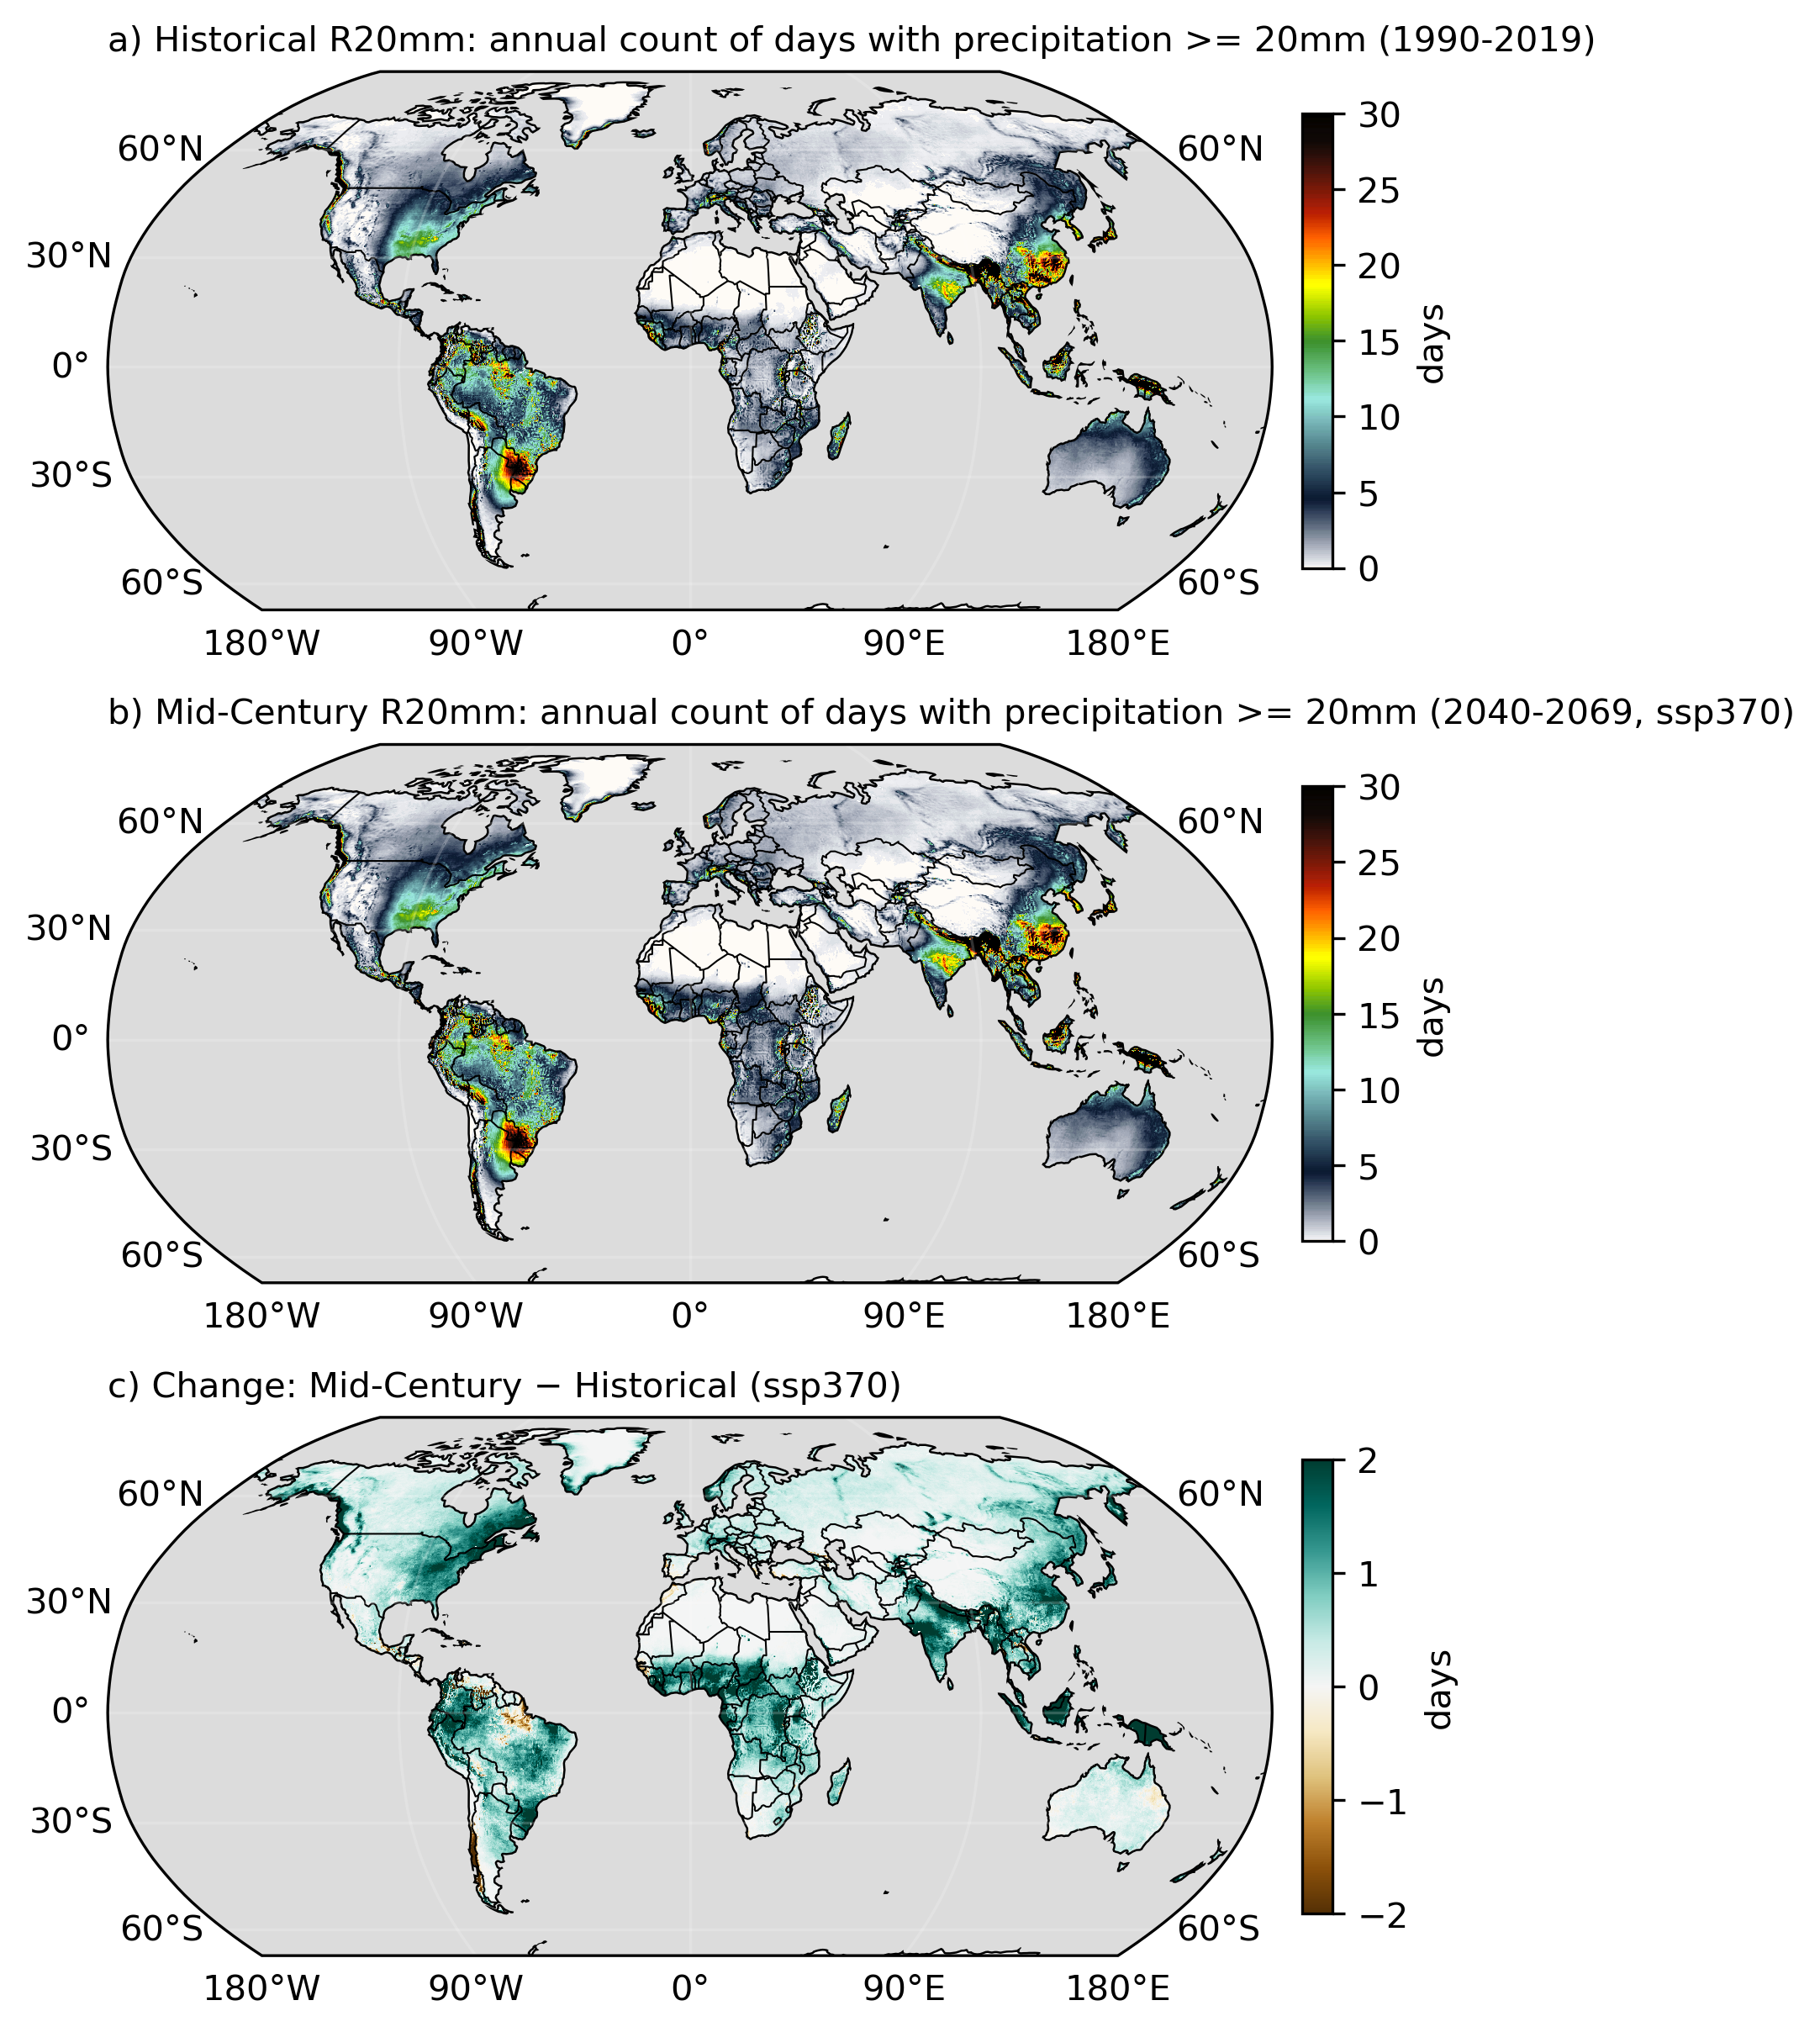 a) Historical R20mm: annual count of days with precipitation >= 20mm (1990-2019)
60°N 60°N
30°N
0°
30°S
60°S 60°S
180°W 90°W 0° 90°E 180°E
30
25
20
15
10
5
0
days
b) Mid-Century R20mm: annual count of days with precipitation >= 20mm (2040-2069, ssp370)
60°N 60°N
30°N
0°
30°S
60°S 60°S
180°W 90°W 0° 90°E 180°E
30
25
20
15
10
5
0
days
c) Change: Mid-Century − Historical (ssp370)
60°N 60°N
30°N
0°
30°S
60°S 60°S
180°W 90°W 0° 90°E 180°E
2
1
0
−1
−2
days